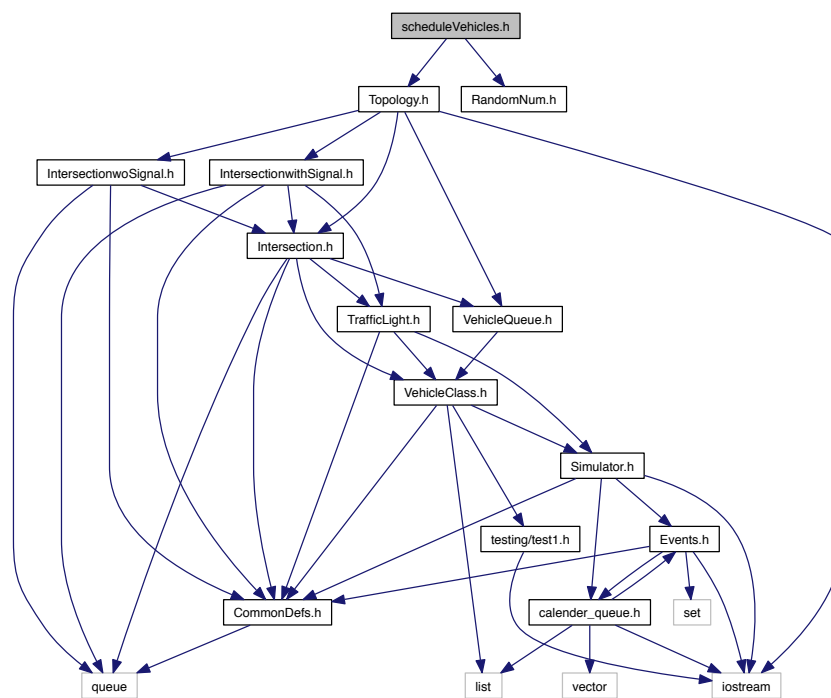 scheduleVehicles.h
Topology.h
RandomNum.h
IntersectionwoSignal.h
IntersectionwithSignal.h
Intersection.h
TrafficLight.h
VehicleQueue.h
VehicleClass.h
Simulator.h
testing/test1.h
Events.h
CommonDefs.h
calender_queue.h
set
queue
list
vector
iostream